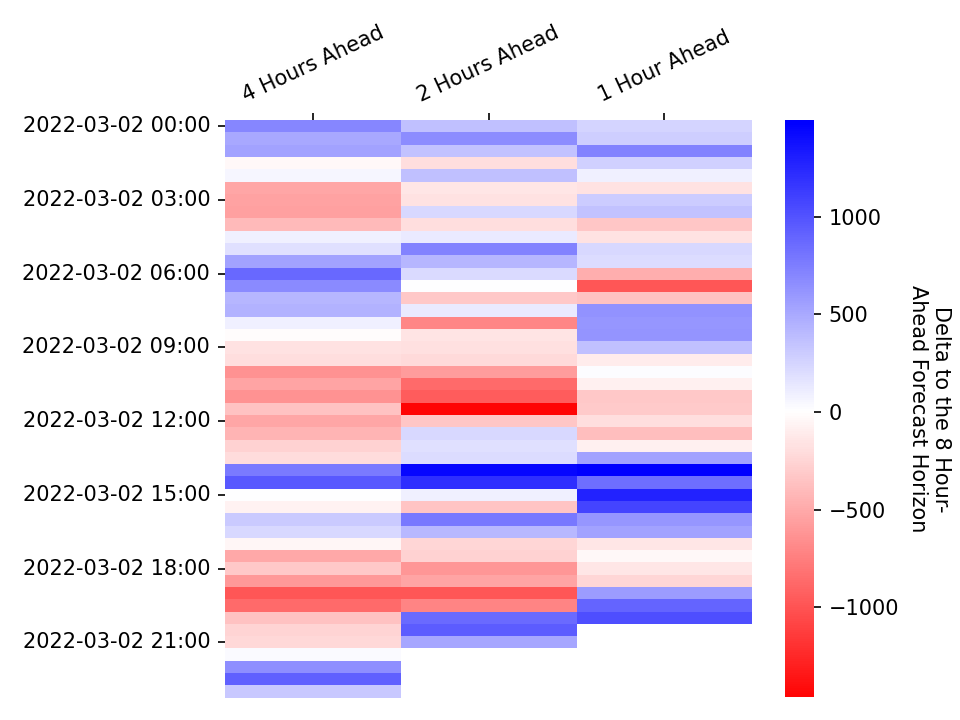 4 Hours Ahead
2 Hours Ahead
1 Hour Ahead
2022-03-02 00:00
2022-03-02 03:00
2022-03-02 06:00
2022-03-02 09:00
2022-03-02 12:00
2022-03-02 15:00
2022-03-02 18:00
2022-03-02 21:00
1000
500
0
−500
−1000
Delta to the 8 Hour-
Ahead Forecast Horizon